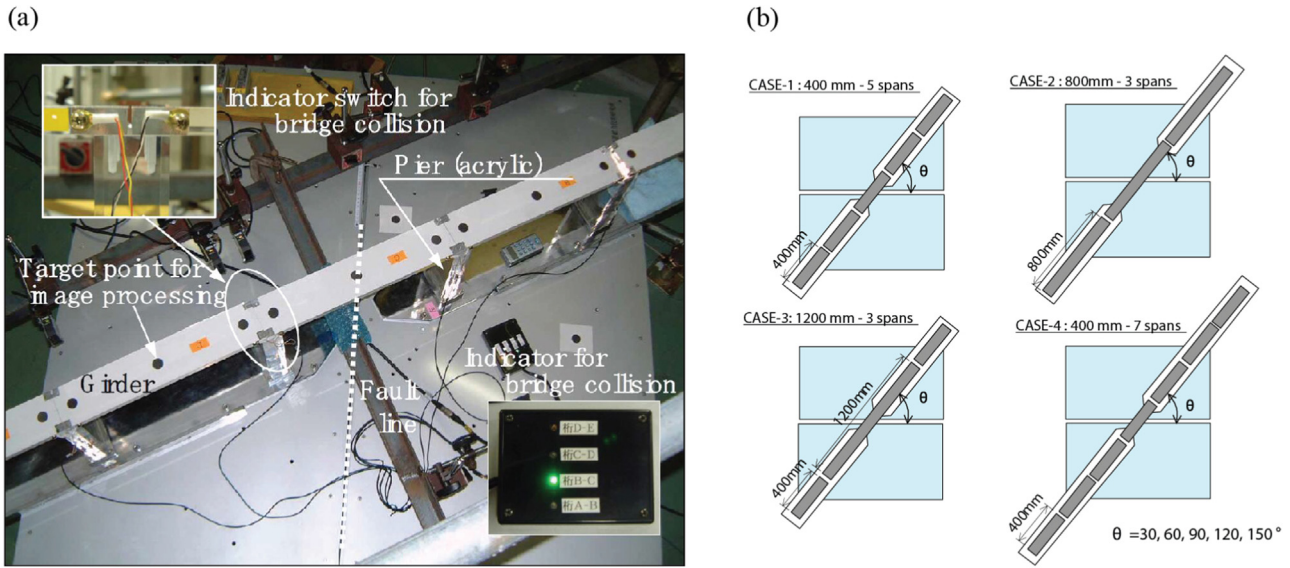 (a)
Indicator switch for
bridge collision
Pier (acrylic)
Target point for
image processing
Girder
Fault
line
Indicator for
bridge collision
桁D-E
桁C-D
桁B-C
桁A-B
(b)
CASE-1 : 400 mm - 5 spans
θ
400mm
CASE-2 : 800mm - 3 spans
θ
800mm
CASE-3: 1200 mm - 3 spans
θ
1200mm
400mm
CASE-4 : 400 mm - 7 spans
θ
400mm
θ =30, 60, 90, 120, 150°